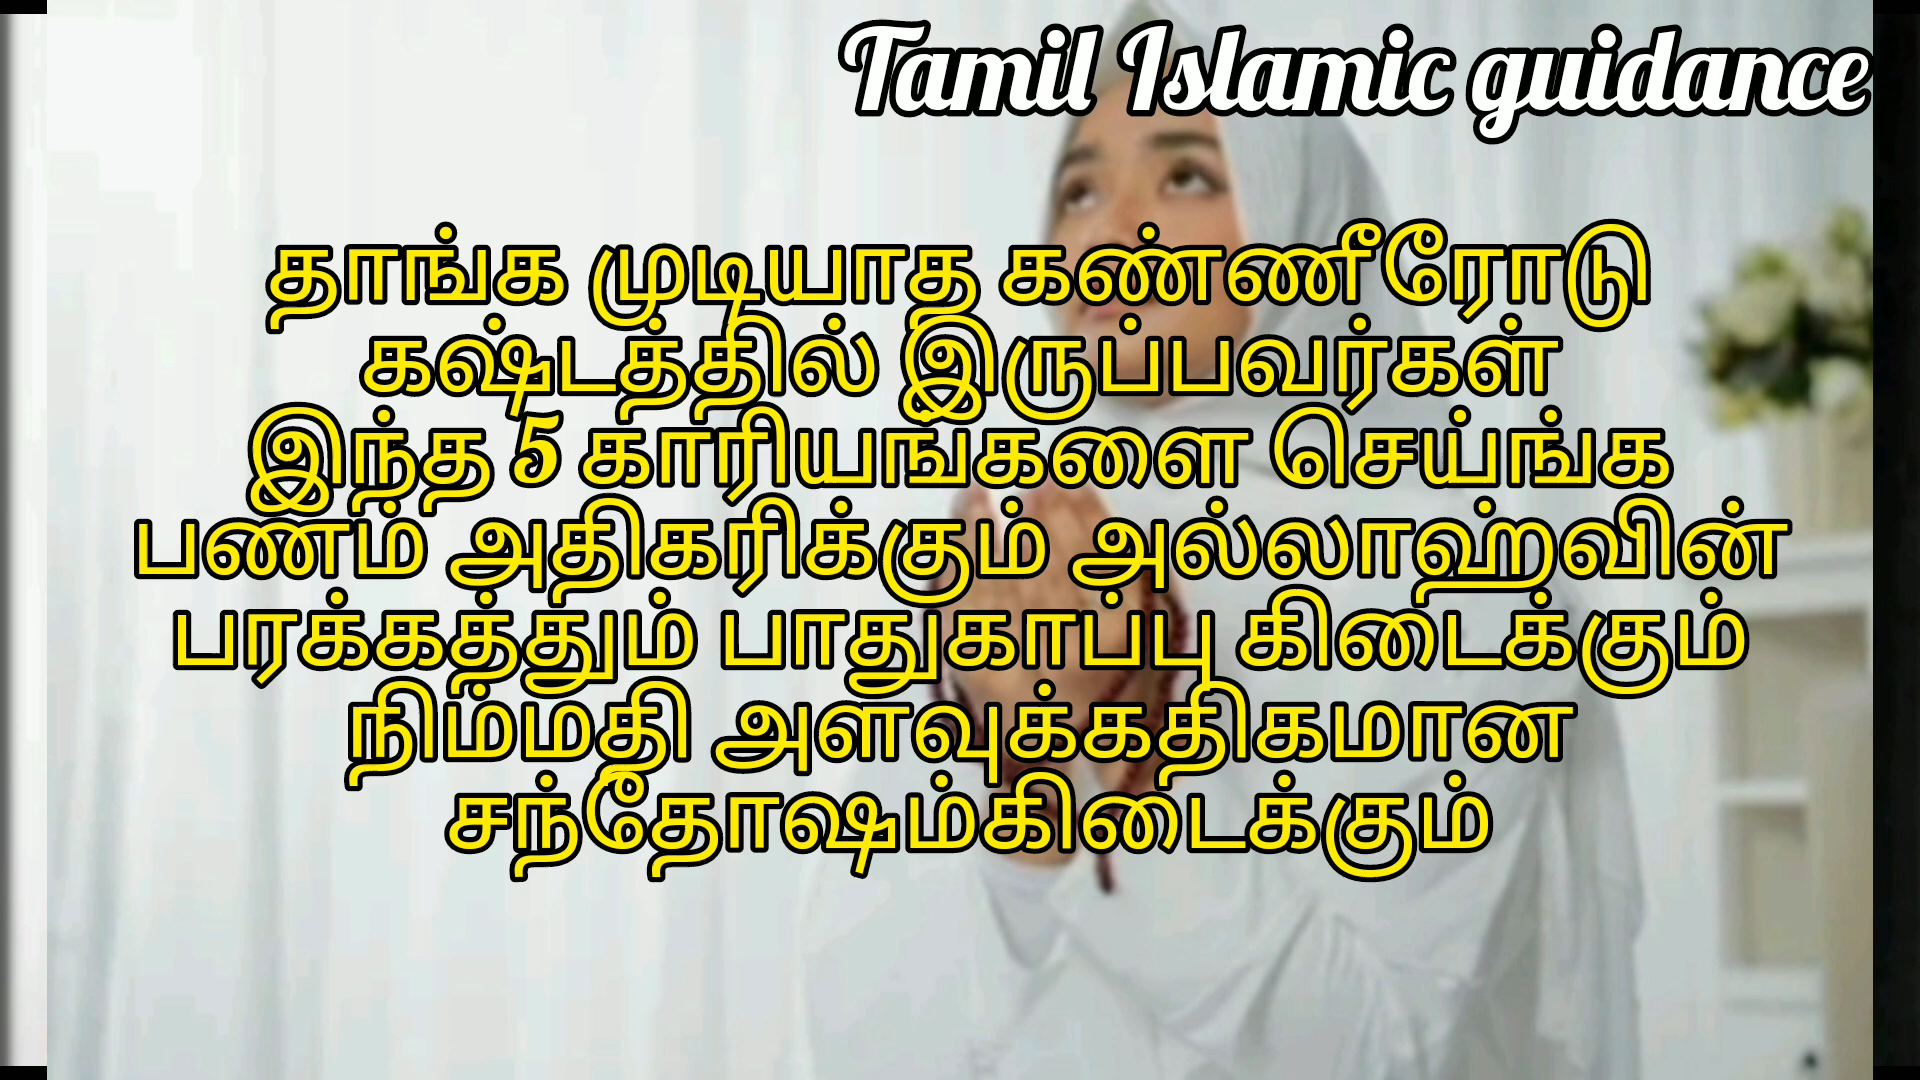 Tamil Islamic guidance
தாங்க முடியாத கண்ணீரோடு
கஷ்டத்தில் இருப்பவர்கள்
இந்த 5 காரியங்களை செய்ங்க
பணம் அதிகரிக்கும் அல்லாஹ்வின்
பரக்கத்தும் பாதுகாப்பு கிடைக்கும்
நிம்மதி அளவுக்கதிகமான
சந்தோஷம்கிடைக்கும்